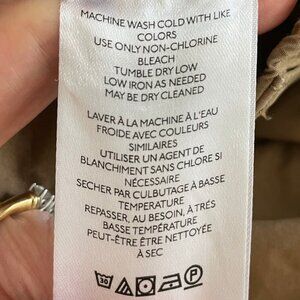 MACHINE WASH COLD WITH LIKE
COLORS
USE ONLY NON-CHLORINE
BLEACH
TUMBLE DRY LOW
LOW IRON AS NEEDED
MAY BE DRY CLEANED
LAVER À LA MACHINE À L'EAU
FROIDE AVEC COULEURS
SIMILAIRES
UTILISER UN AGENT DE
BLANCHIMENT SANS CHLORE SI
NÉCESSAIRE
SECHER PAR CULBUTAGE À BASSE
TEMPERATURE
REPASSER, AU BESOIN, À TRÉS
BASSE TEMPÉRATURE
PEUT-ÊTRE ÊTRE NETTOYÉE
À SEC
30 P